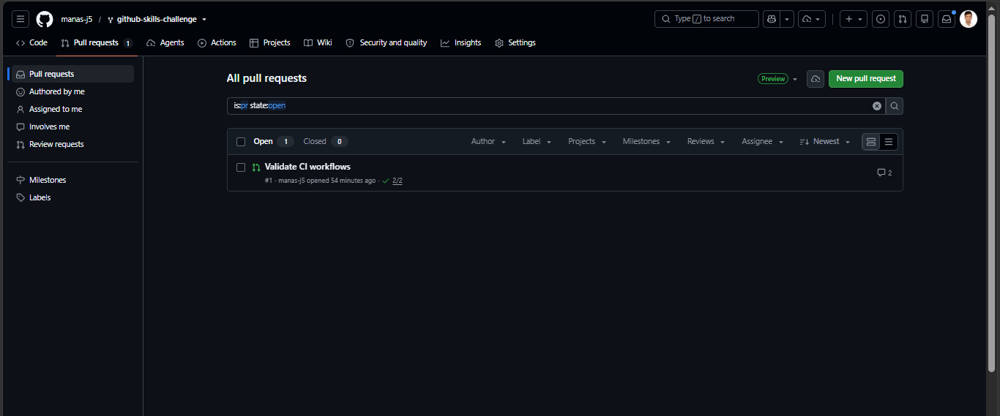 manas-j5 / github-skills-challenge
Type / to search
Code
Pull requests 1
Agents
Actions
Projects
Wiki
Security and quality
Insights
Settings
Pull requests
Authored by me
Assigned to me
Involves me
Review requests
Milestones
Labels
All pull requests
Preview
New pull request
is:pr state:open
Open 1
Closed 0
Author
Label
Projects
Milestones
Reviews
Assignee
Newest
Validate CI workflows
#1 · manas-j5 opened 54 minutes ago · 2/2
2